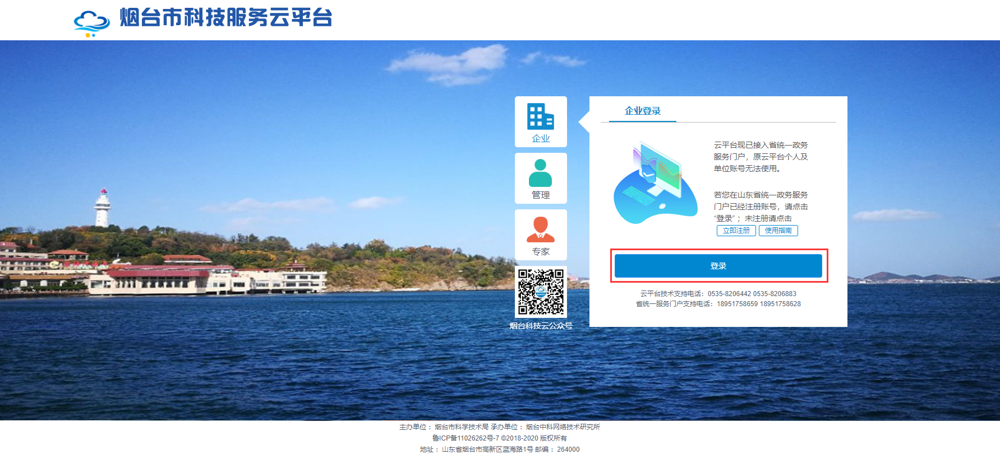 烟台市科技服务云平台
企业
管理
专家
烟台科技云公众号
企业登录
云平台现已接入省统一政务
服务门户，原云平台个人及
单位账号无法使用。
若您在山东省统一政务服务
门户已经注册账号，请点击
“登录” ；未注册请点击
立即注册 使用指南
登录
云平台技术支持电话：0535-8206442 0535-8206883
省统一服务门户支持电话：18951758659 18951758628
主办单位 ：烟台市科学技术局 承办单位 ：烟台中科网络技术研究所
鲁ICP备11026262号-7 ©2018-2020 版权所有
地址 ：山东省烟台市高新区蓝海路1号 邮编 ：264000